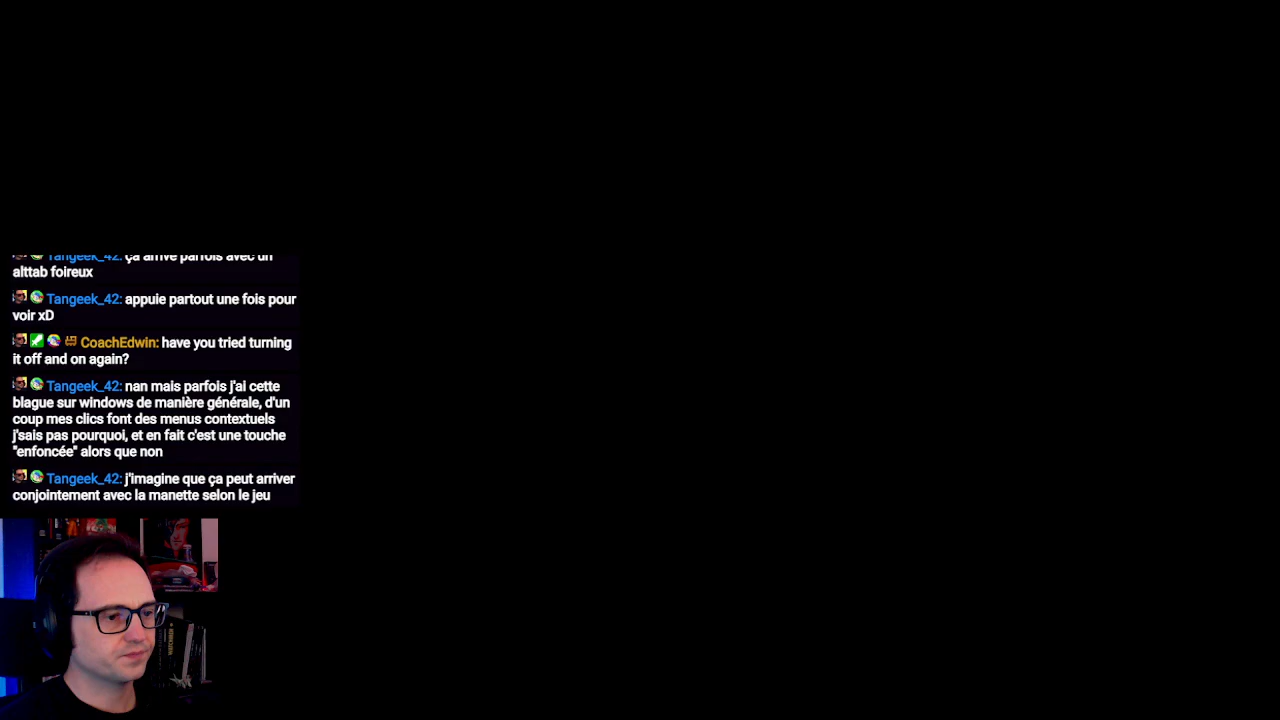 Tangeek_42: ça arrive parfois avec un
alttab foireux
Tangeek_42: appuie partout une fois pour
voir xD
CoachEdwin: have you tried turning
it off and on again?
Tangeek_42: nan mais parfois j'ai cette
blague sur windows de manière générale, d'un
coup mes clics font des menus contextuels
j'sais pas pourquoi, et en fait c'est une touche
"enfoncée" alors que non
Tangeek_42: j'imagine que ça peut arriver
conjointement avec la manette selon le jeu
WATCHMEN